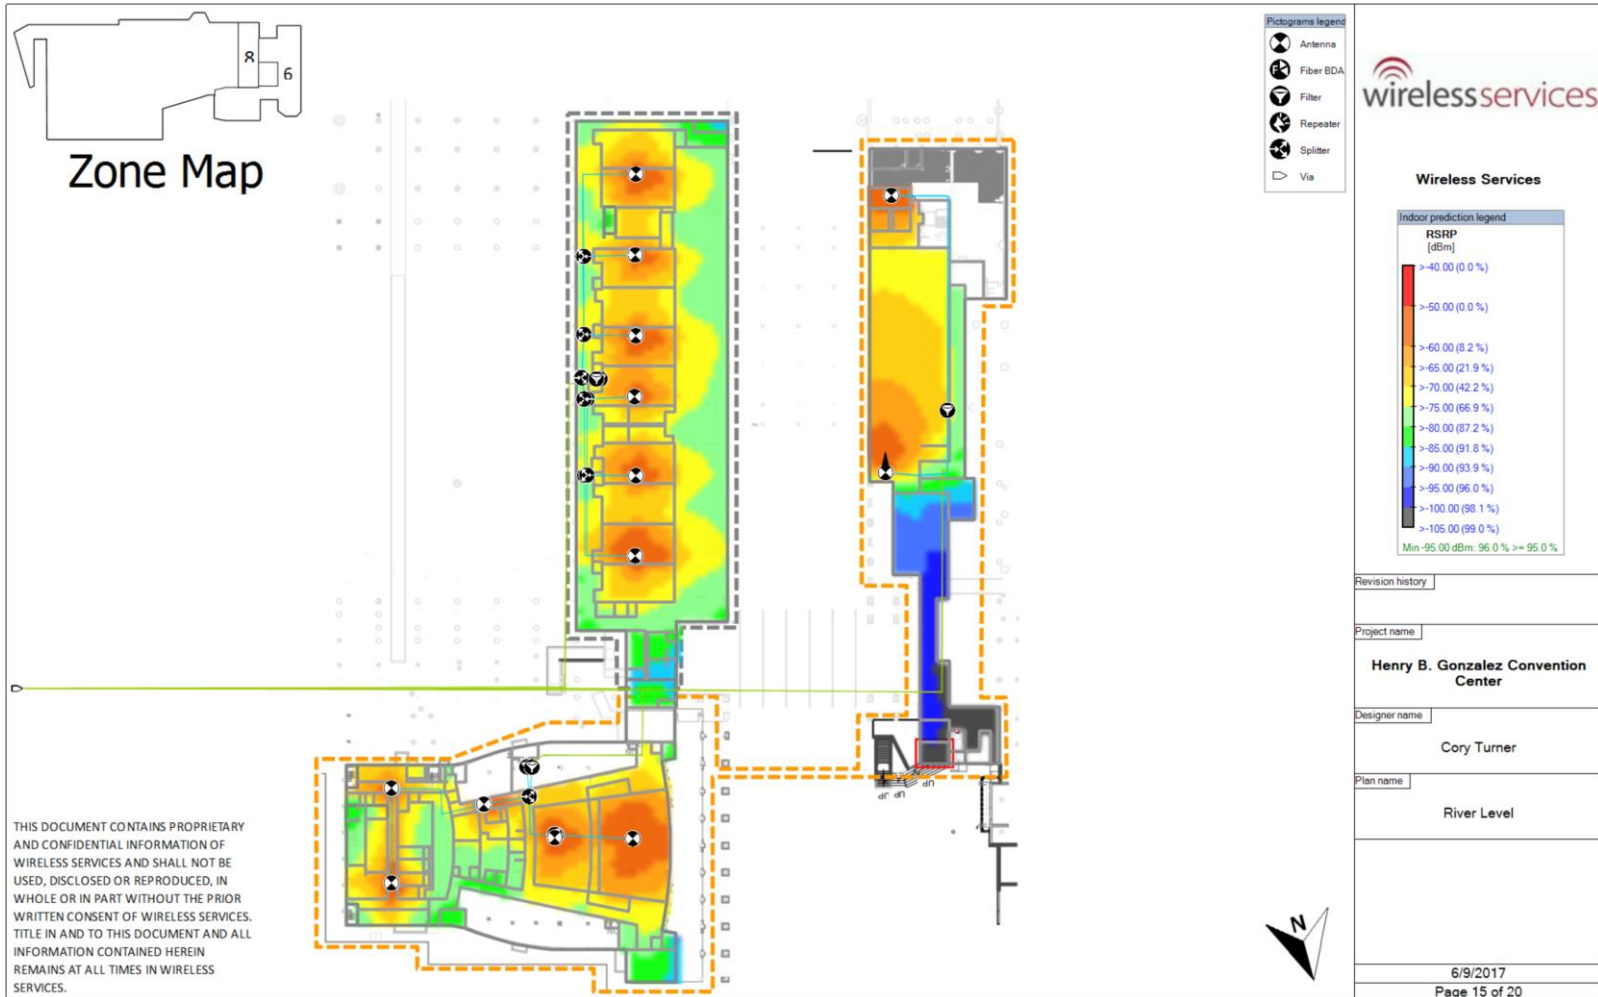 8
9
Zone Map
Pictograms legend
Antenna
Fiber BDA
Filter
Repeater
Splitter
Via
wirelessservices
Wireless Services
Indoor prediction legend
RSRP
[dBm]
>-40.00 (0.0 %)
>-50.00 (0.0 %)
>-60.00 (8.2 %)
>-65.00 (21.9 %)
>-70.00 (42.2 %)
>-75.00 (66.9 %)
>-80.00 (87.2 %)
>-85.00 (91.8 %)
>-90.00 (93.9 %)
>-95.00 (96.0 %)
>-100.00 (98.1 %)
>-105.00 (99.0 %)
Min -95.00 dBm: 96.0 % >= 95.0 %
Revision history
Project name
Henry B. Gonzalez Convention
Center
Designer name
Cory Turner
Plan name
River Level
UP
UP
N
THIS DOCUMENT CONTAINS PROPRIETARY
AND CONFIDENTIAL INFORMATION OF
WIRELESS SERVICES AND SHALL NOT BE
USED, DISCLOSED OR REPRODUCED, IN
WHOLE OR IN PART WITHOUT THE PRIOR
WRITTEN CONSENT OF WIRELESS SERVICES.
TITLE IN AND TO THIS DOCUMENT AND ALL
INFORMATION CONTAINED HEREIN
REMAINS AT ALL TIMES IN WIRELESS
SERVICES.
6/9/2017
Page 15 of 20